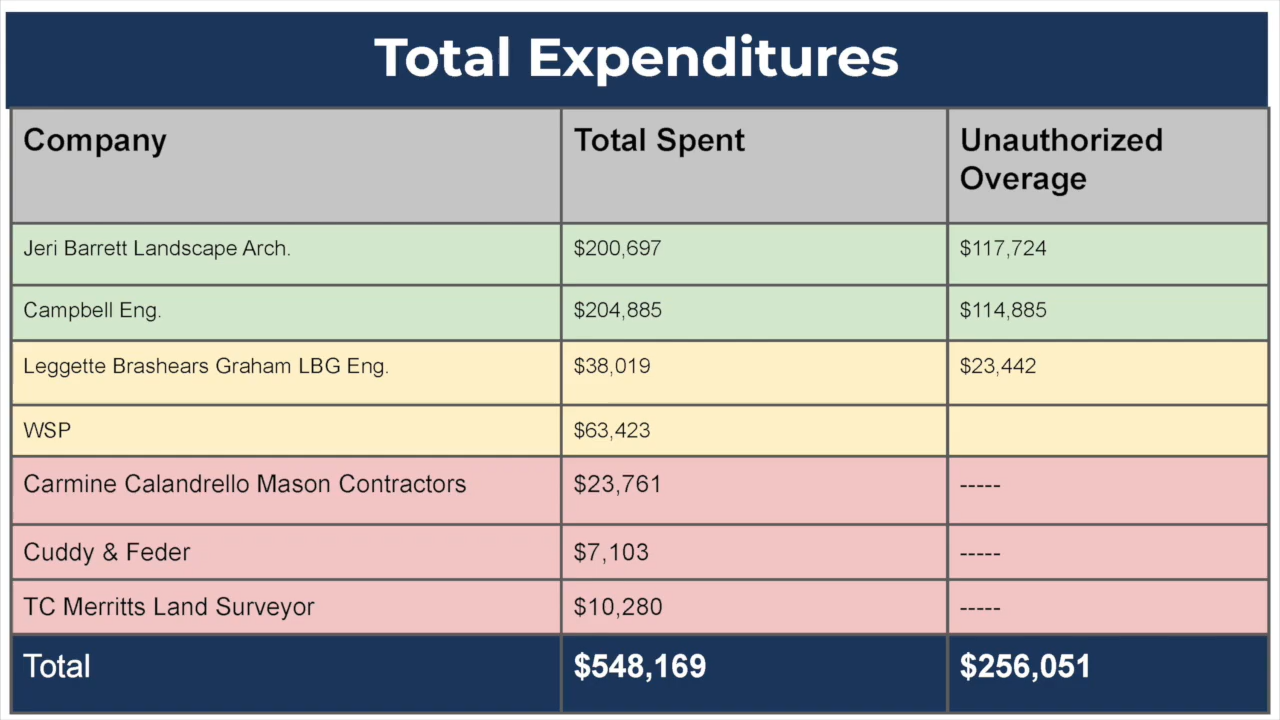 Total Expenditures
Company Total Spent Unauthorized
Overage
Jeri Barrett Landscape Arch. $200,697 $117,724
Campbell Eng. $204,885 $114,885
Leggette Brashears Graham LBG Eng. $38,019 $23,442
WSP $63,423
Carmine Calandrello Mason Contractors $23,761 -----
Cuddy & Feder $7,103 -----
TC Merritts Land Surveyor $10,280 -----
Total $548,169 $256,051